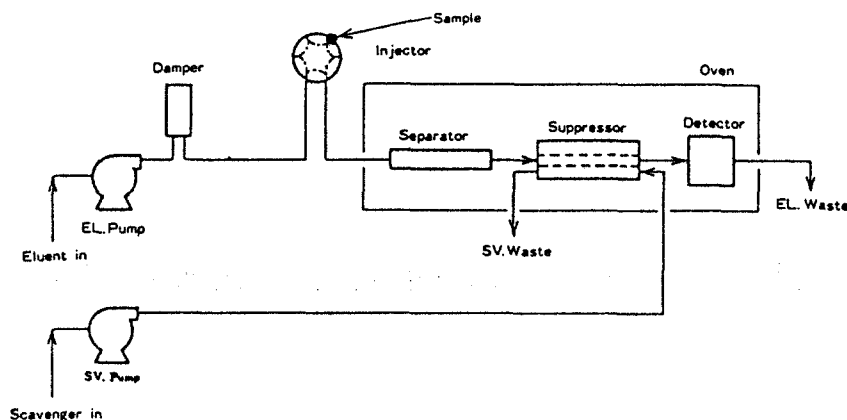 Sample
Injector
Damper
Oven
Separator
Suppressor
Detector
EL. Pump
EL. Waste
SV. Waste
Eluent in
SV. Pump
Scavenger in